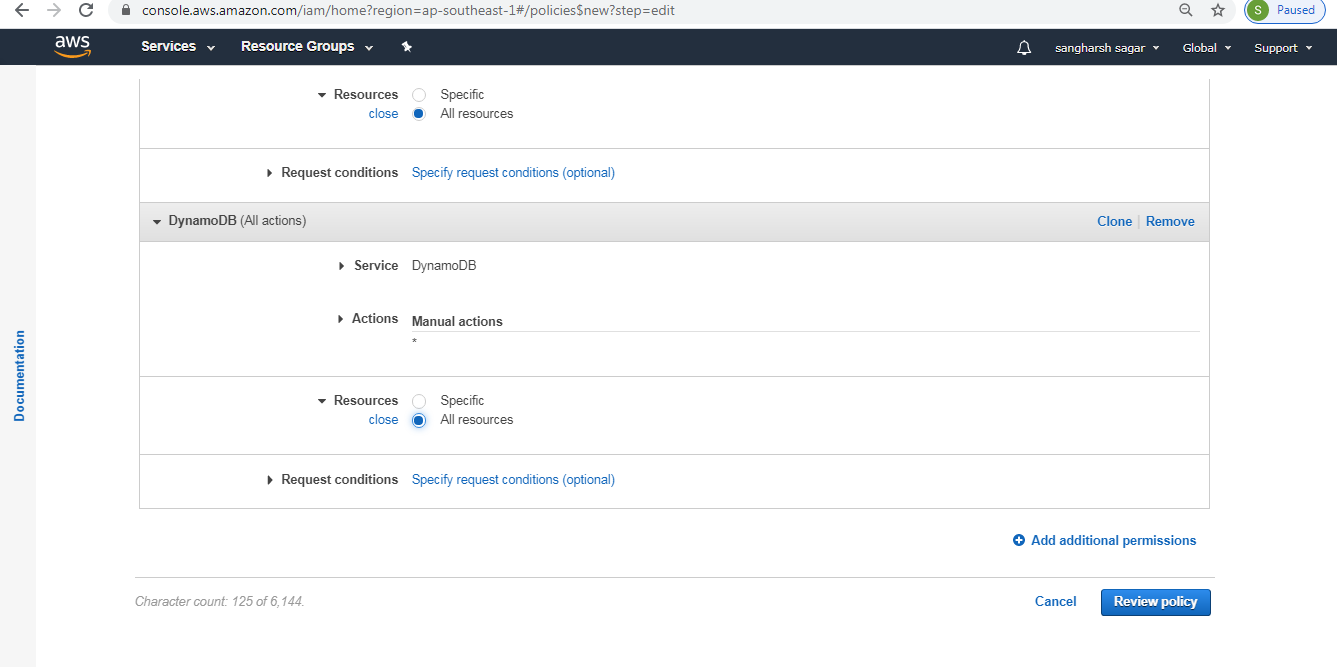 console.aws.amazon.com/iam/home?region=ap-southeast-1#/policies$new?step=edit
S Paused
aws Services Resource Groups sangharsh sagar Global Support
Resources Specific
close All resources
Request conditions Specify request conditions (optional)
DynamoDB (All actions) Clone | Remove
Service DynamoDB
Actions Manual actions
*
Documentation
Resources Specific
close All resources
Request conditions Specify request conditions (optional)
Add additional permissions
Character count: 125 of 6,144. Cancel Review policy